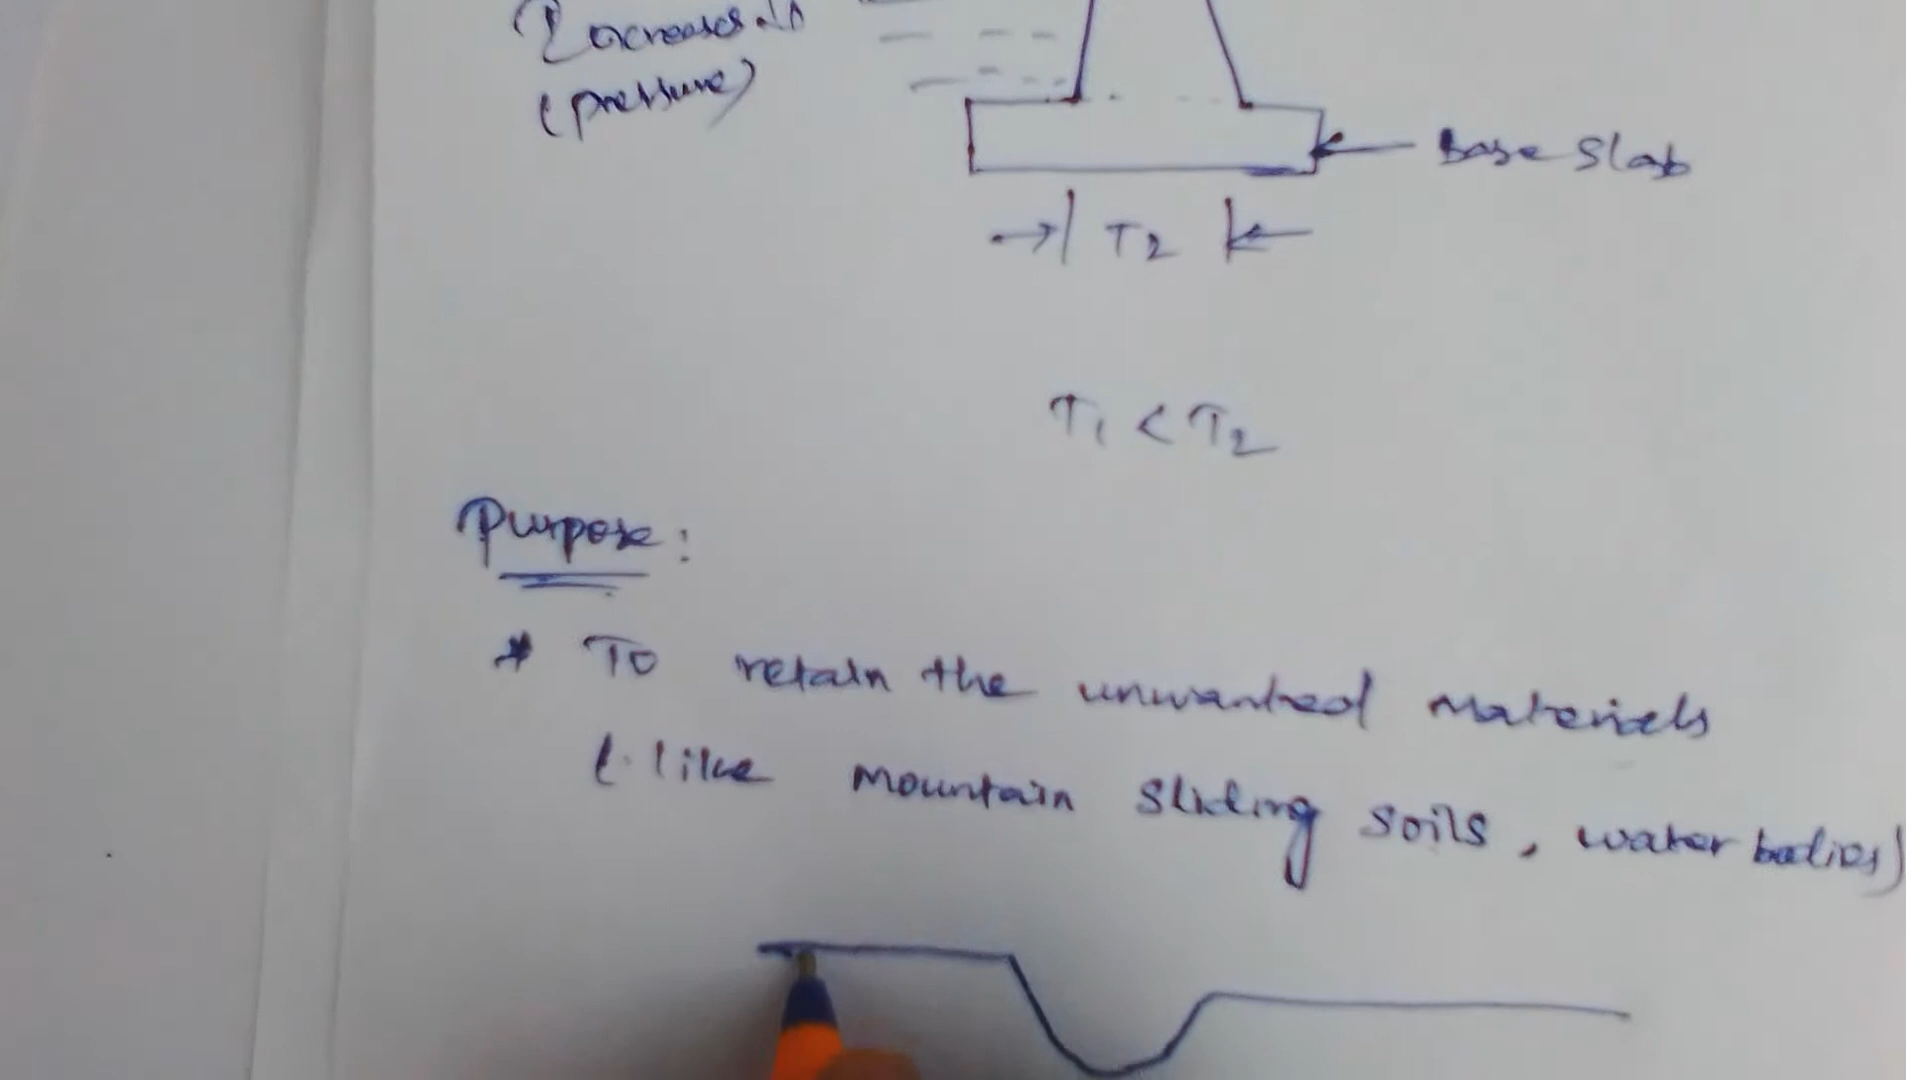 increases in
(pressure)
Base Slab
T2
T1 < T2
Purpose:
* To retain the unwanted materials
(like mountain sliding soils, water bodies)